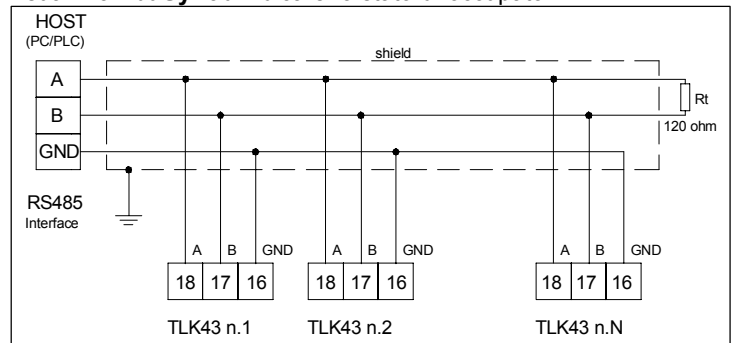 HOST
(PC/PLC)
shield
A
B
GND
Rt
120 ohm
RS485
Interface
A B GND A B GND A B GND
18 17 16 18 17 16 18 17 16
TLK43 n.1 TLK43 n.2 TLK43 n.N